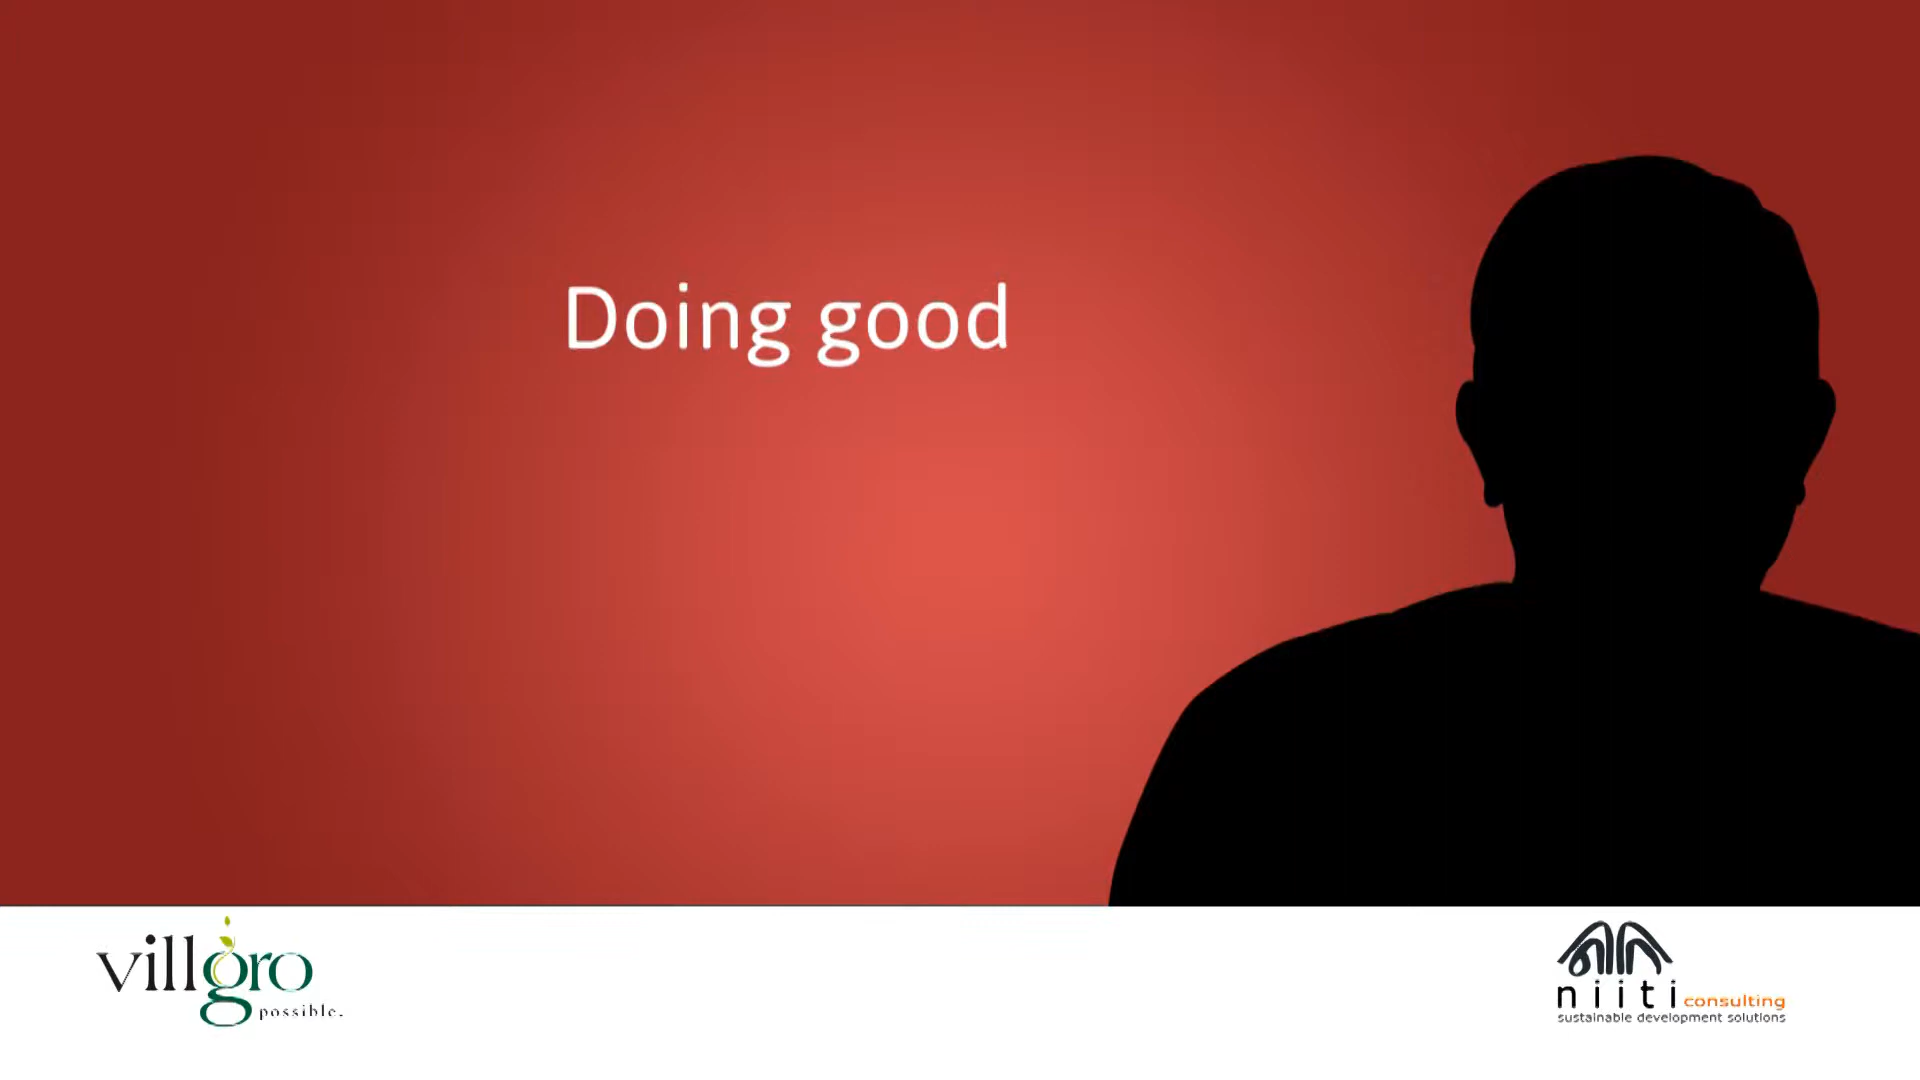 Doing good
villgro
possible.
niiti consulting
sustainable development solutions